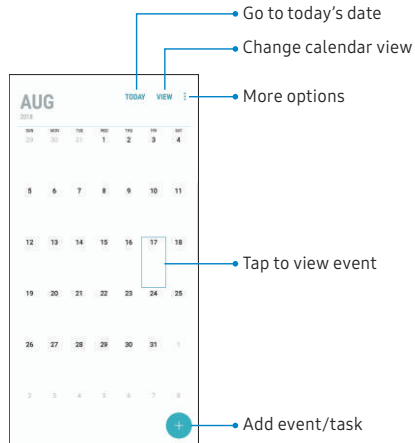 Go to today's date
Change calendar view
AUG TODAY VIEW
More options
2018
SUN MON TUE WED THU FRI SAT
29 30 31 1 2 3 4
5 6 7 8 9 10 11
12 13 14 15 16 17 18
Tap to view event
19 20 21 22 23 24 25
26 27 28 29 30 31 1
2 3 4 5 6 7 8
+
Add event/task